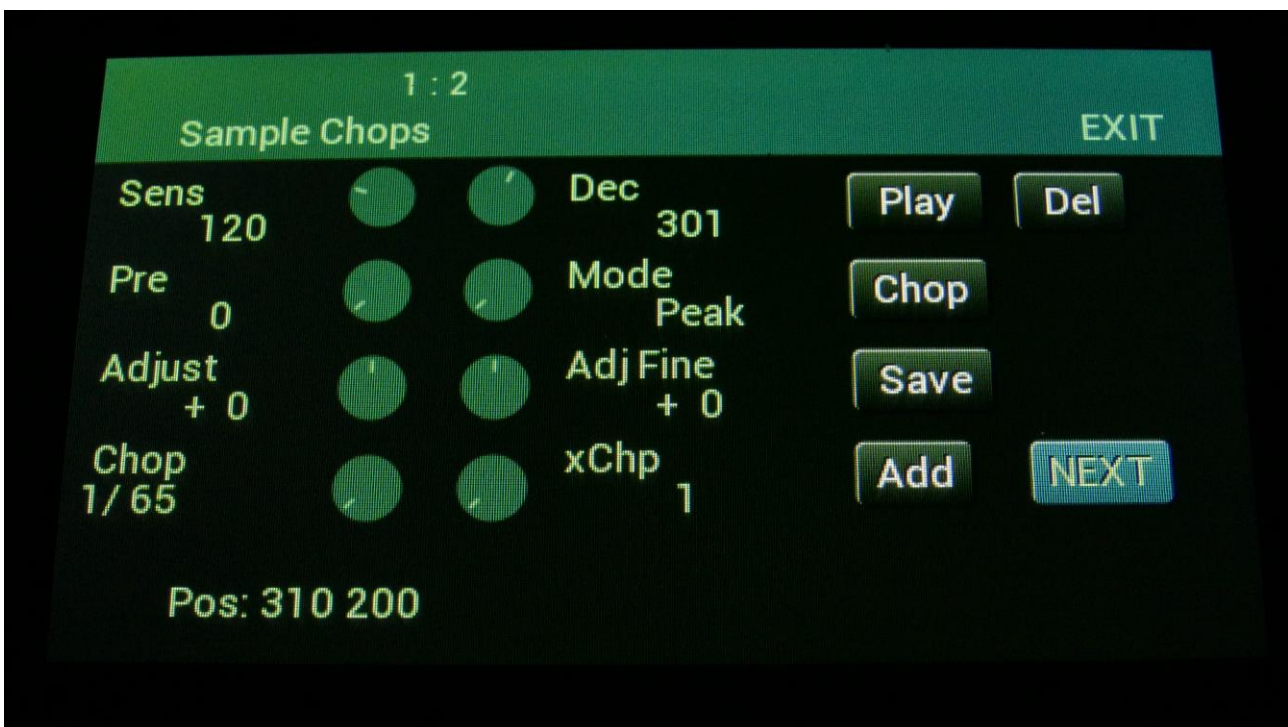 1 : 2
Sample Chops EXIT
Sens Dec Play Del
120 301
Pre Mode Chop
0 Peak
Adjust Adj Fine Save
+ 0 + 0
Chop xChp Add NEXT
1/ 65 1
Pos: 310 200